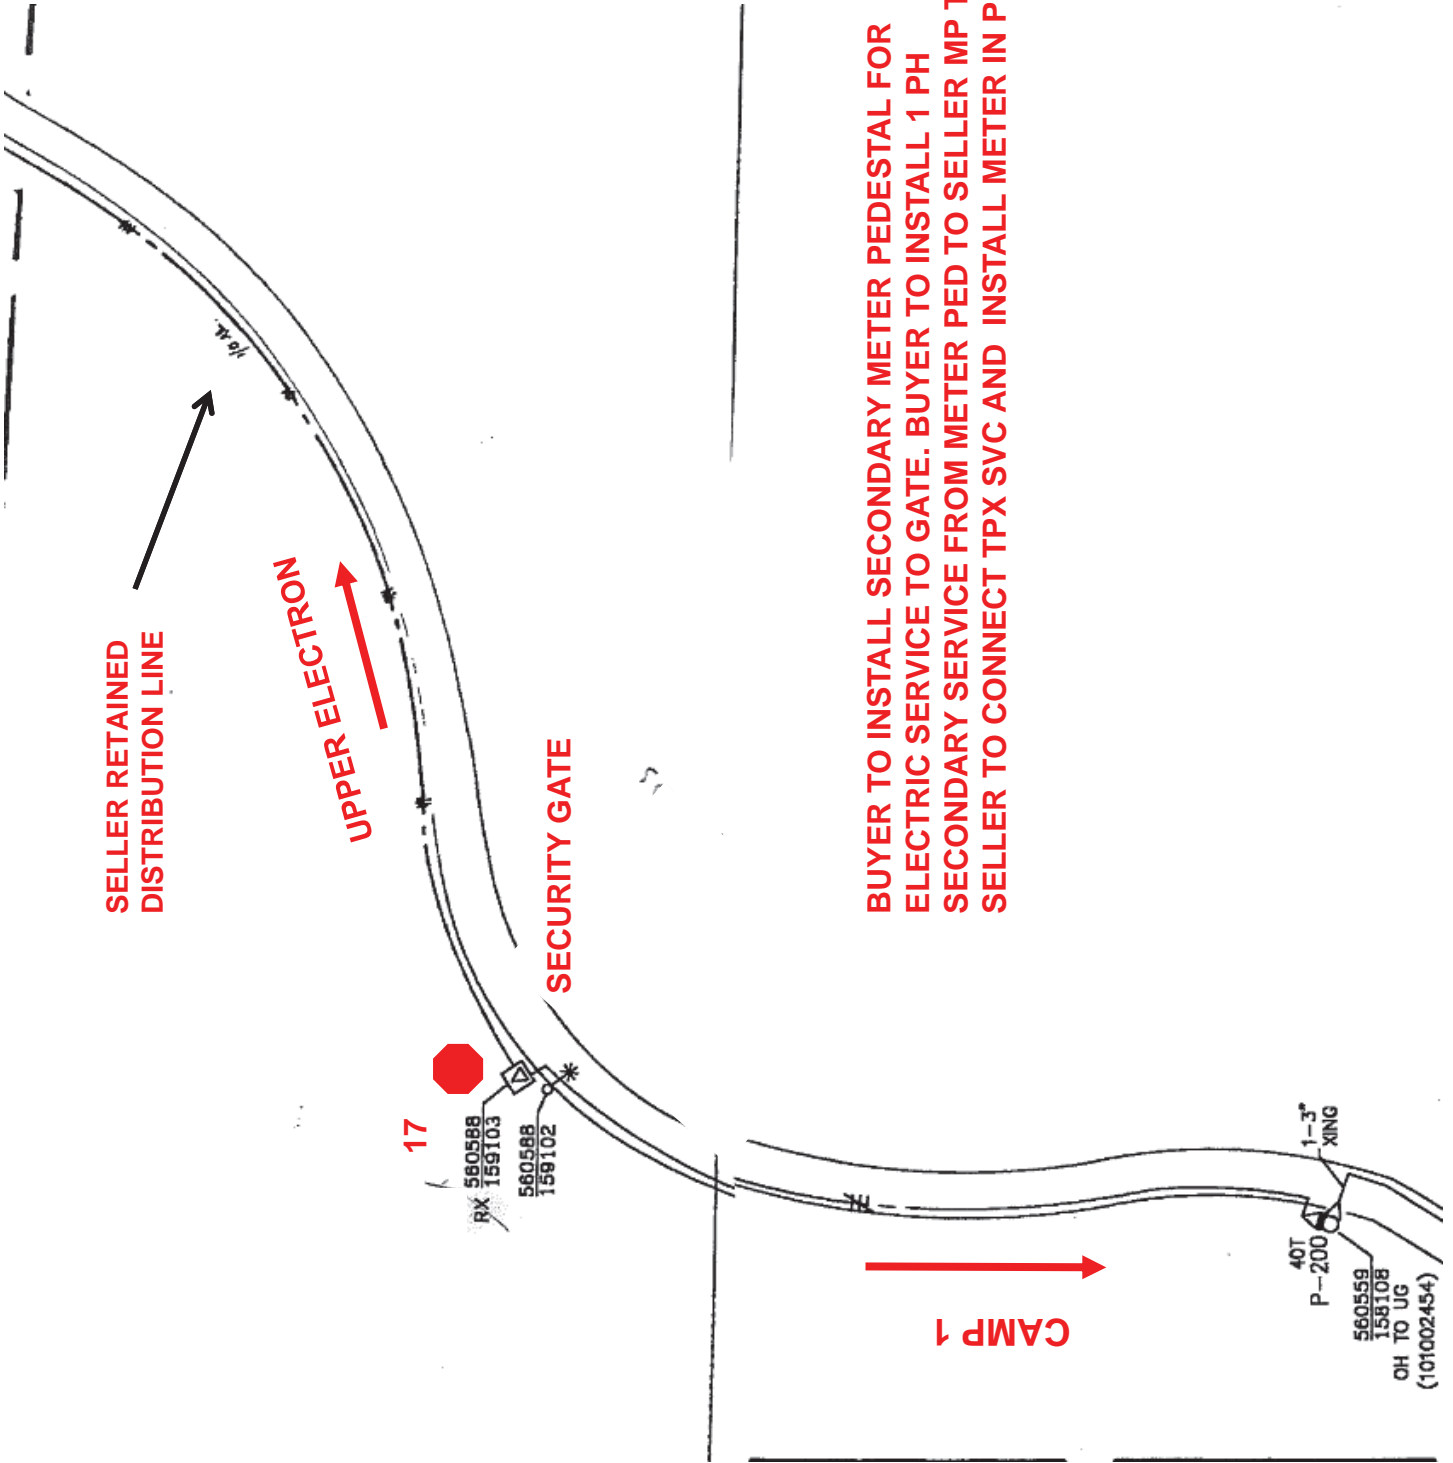 SELLER RETAINED
DISTRIBUTION LINE
UPPER ELECTRON
1/0 AL
SECURITY GATE
17
RX
560588
159103
560588
159102
BUYER TO INSTALL SECONDARY METER PEDESTAL FOR
ELECTRIC SERVICE TO GATE. BUYER TO INSTALL 1 PH
SECONDARY SERVICE FROM METER PED TO SELLER MP T
SELLER TO CONNECT TPX SVC AND INSTALL METER IN P
CAMP 1
1-3"
XING
40T
P-200
560559
158108
OH TO UG
(101002454)